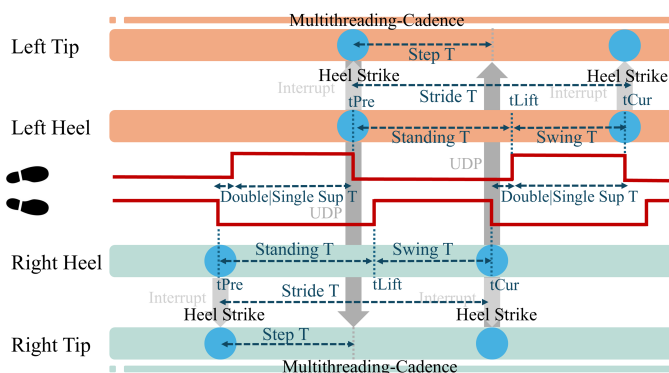 Multithreading-Cadence
Left Tip
Step T
Heel Strike
Heel Strike
Interrupt
Interrupt
Stride T
tPre
tLift
tCur
Left Heel
Standing T
Swing T
UDP
Double|Single Sup T
Double|Single Sup T
UDP
Right Heel
Standing T
Swing T
tPre
tLift
tCur
Interrupt
Stride T
Interrupt
Heel Strike
Heel Strike
Right Tip
Step T
Multithreading-Cadence